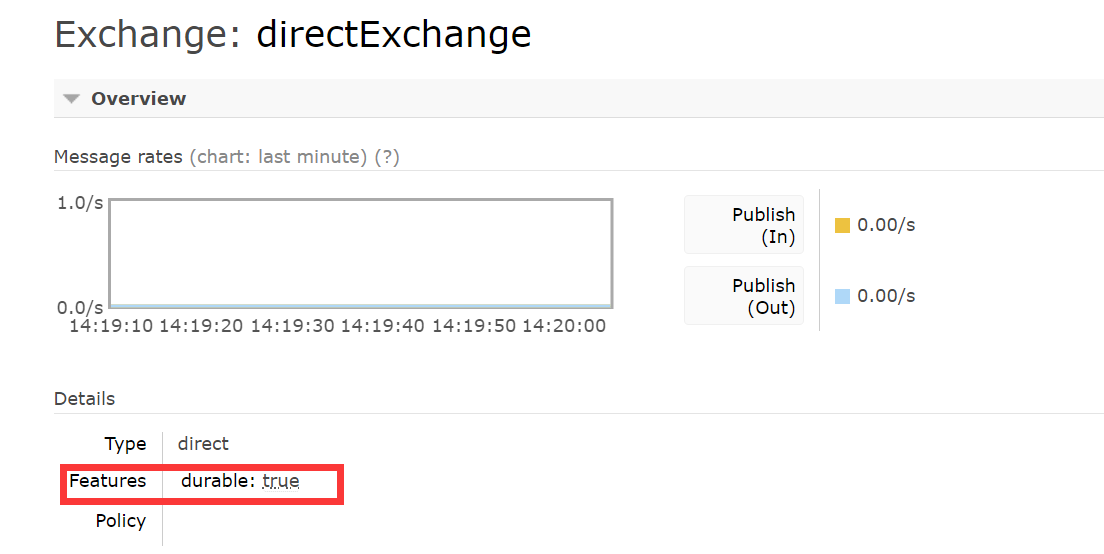 Exchange: directExchange
Overview
Message rates (chart: last minute) (?)
1.0/s
0.0/s
14:19:10 14:19:20 14:19:30 14:19:40 14:19:50 14:20:00
Publish
(In)
0.00/s
Publish
(Out)
0.00/s
Details
Type direct
Features durable: true
Policy